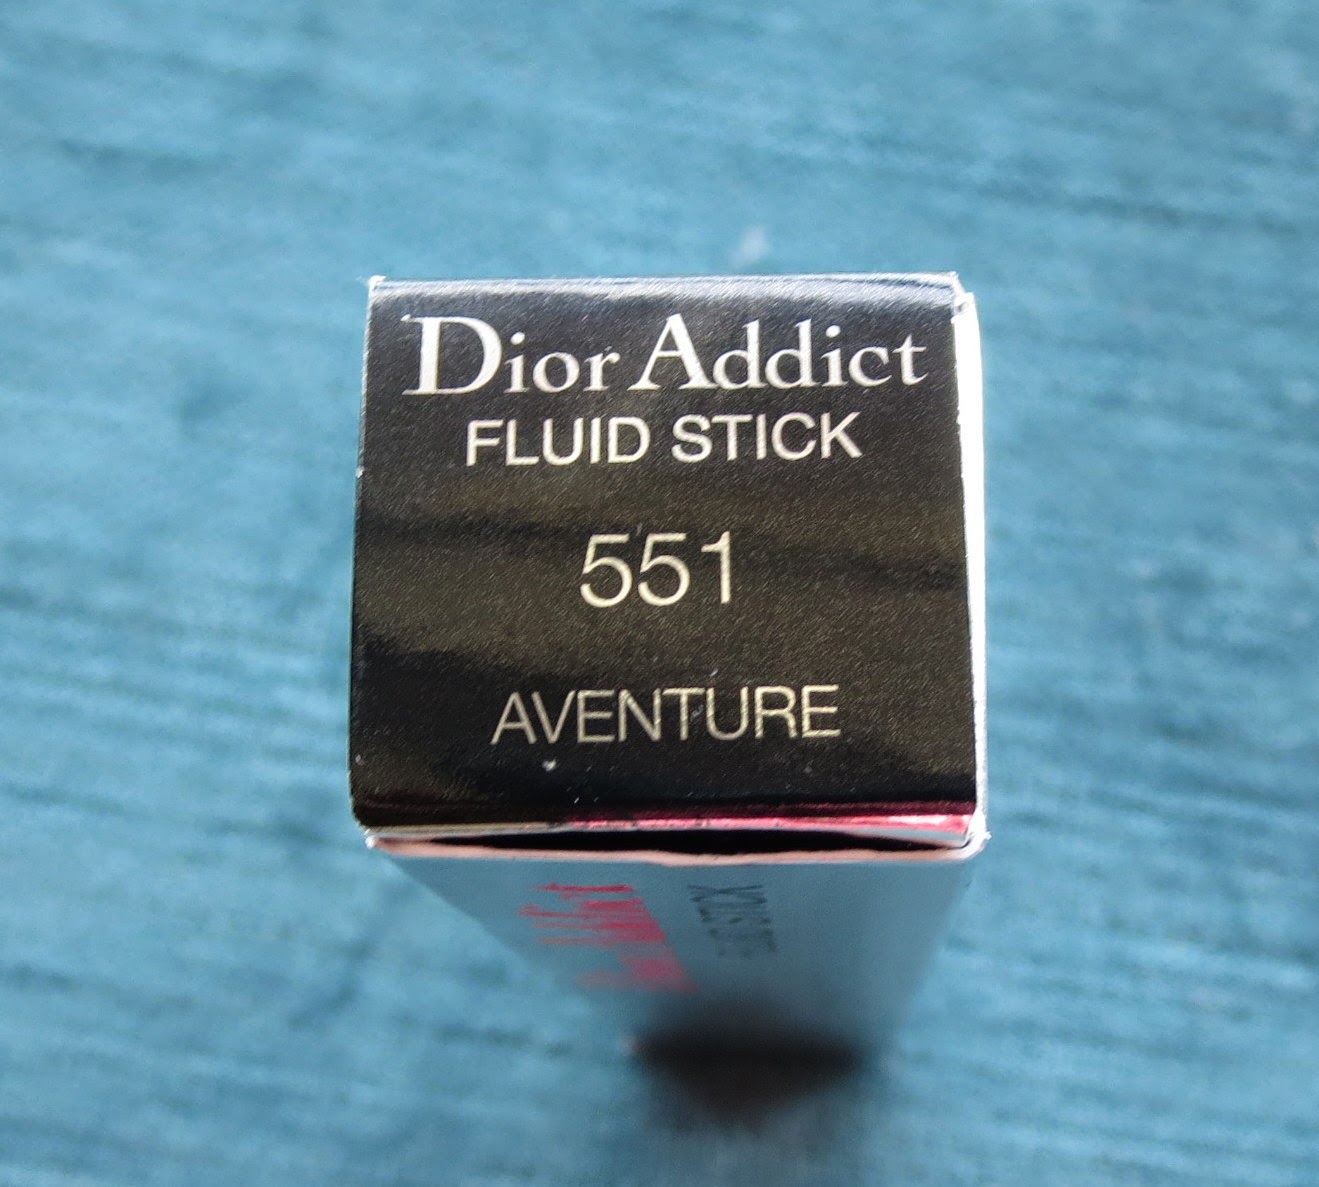 Dior Addict
FLUID STICK
551
AVENTURE